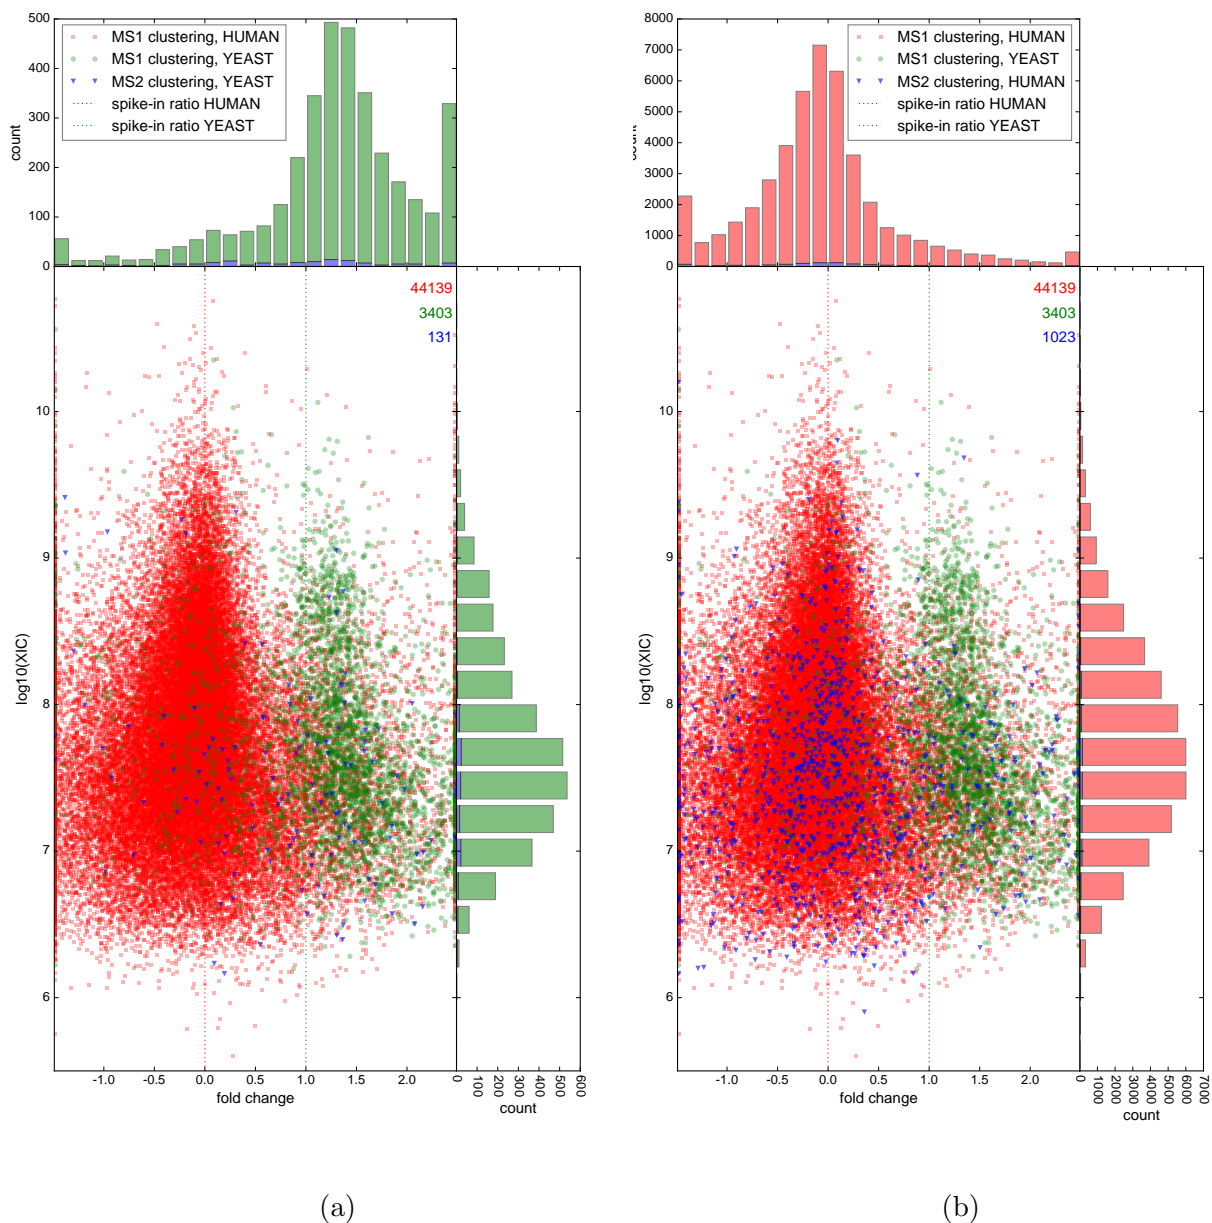 500
400
300
200
100
0
count
MS1 clustering, HUMAN
MS1 clustering, YEAST
MS2 clustering, YEAST
spike-in ratio HUMAN
spike-in ratio YEAST
44139
3403
131
10
9
8
7
6
log10(XIC)
-1.0 -0.5 0.0 0.5 1.0 1.5 2.0
fold change
0 100 200 300 400 500 600
count
(a)
8000
7000
6000
5000
4000
3000
2000
1000
0
MS1 clustering, HUMAN
MS1 clustering, YEAST
MS2 clustering, HUMAN
spike-in ratio HUMAN
spike-in ratio YEAST
44139
3403
1023
10
9
8
7
6
log10(XIC)
-1.0 -0.5 0.0 0.5 1.0 1.5 2.0
fold change
0 1000 2000 3000 4000 5000 6000 7000
count
(b)